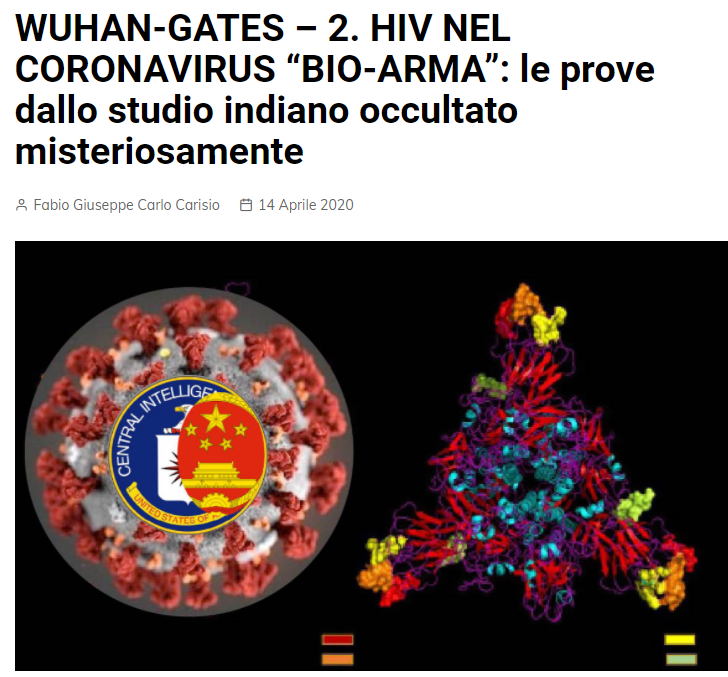 WUHAN-GATES – 2. HIV NEL
CORONAVIRUS “BIO-ARMA”: le prove
dallo studio indiano occultato
misteriosamente
Fabio Giuseppe Carlo Carisio 14 Aprile 2020
CENTRAL INTELLIGE
UNITED STATES OF